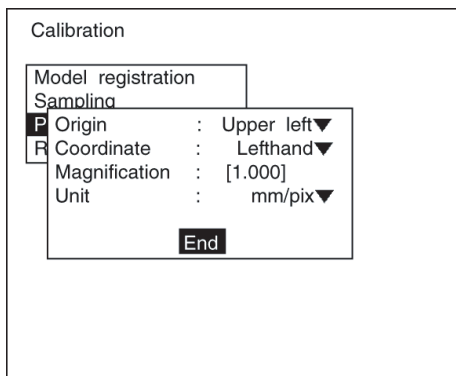 Calibration
Model registration
Sampling
P Origin : Upper left▼
R Coordinate : Lefthand▼
Magnification : [1.000]
Unit : mm/pix▼
End